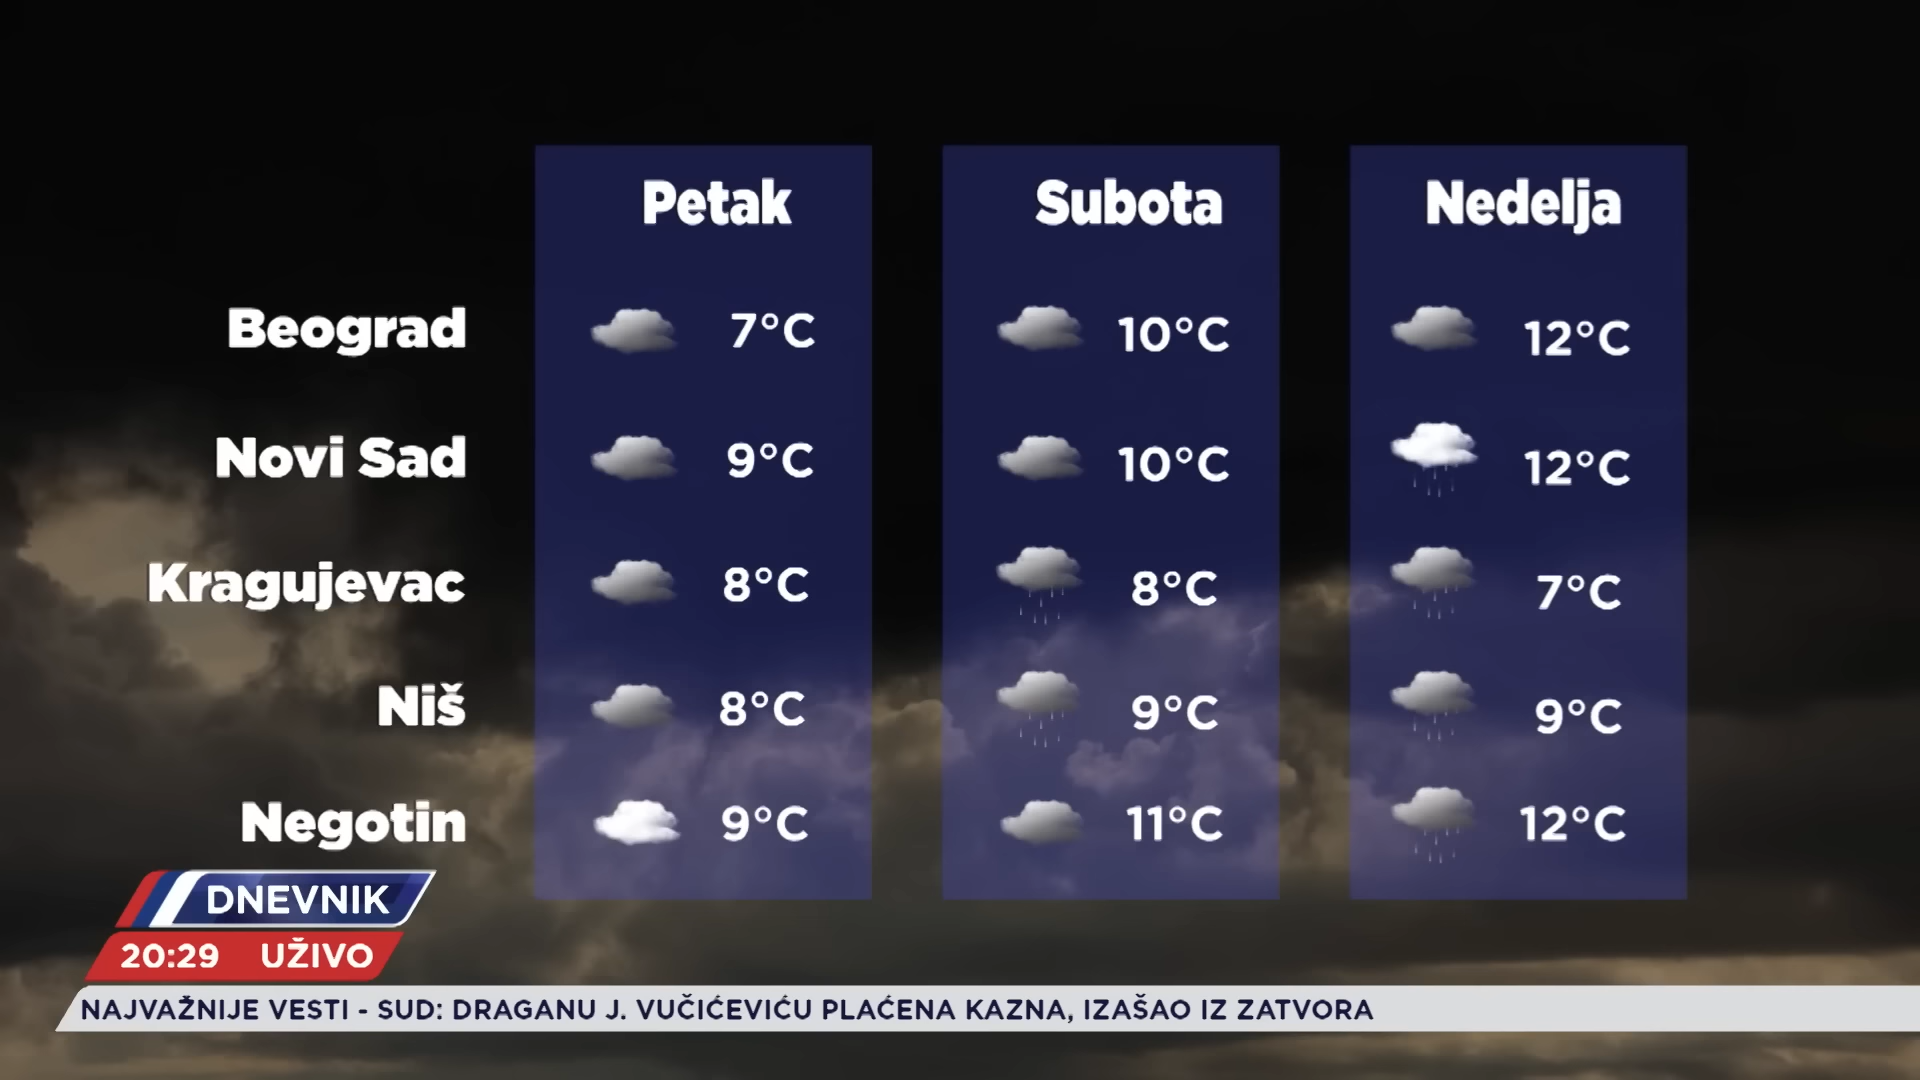 Petak Subota Nedelja
Beograd 7°C 10°C 12°C
Novi Sad 9°C 10°C 12°C
Kragujevac 8°C 8°C 7°C
Niš 8°C 9°C 9°C
Negotin 9°C 11°C 12°C
DNEVNIK
20:29 UŽIVO
NAJVAŽNIJE VESTI - SUD: DRAGANU J. VUČIĆEVIĆU PLAĆENA KAZNA, IZAŠAO IZ ZATVORA